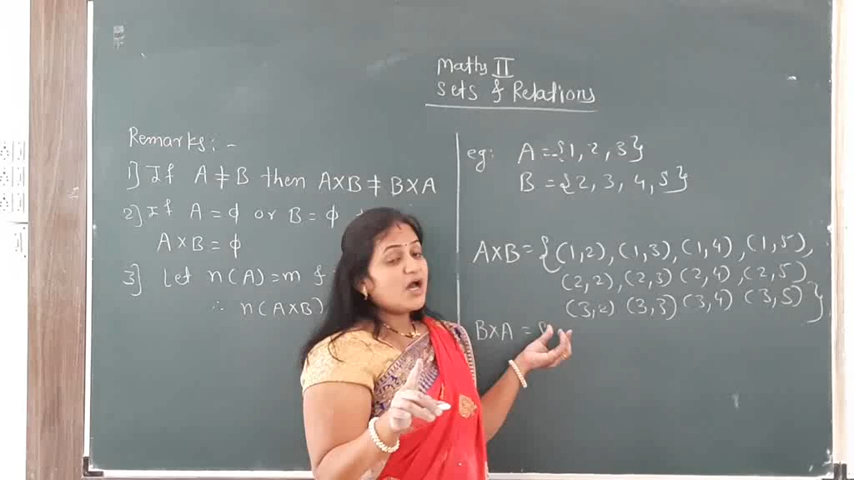 Maths II
Sets & Relations
Remarks:-
1] If A ≠ B then A×B ≠ B×A
2] If A = ϕ or B = ϕ
A×B = ϕ
3] Let n(A)=m &
∴ n(A×B)
eg: A = {1, 2, 3}
B = {2, 3, 4, 5}
A×B = {(1,2), (1,3), (1,4), (1,5),
(2,2), (2,3) (2,4), (2,5)
(3,2) (3,3) (3,4) (3,5)}
B×A = {